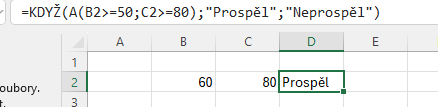 =KDYŽ(A(B2>=50;C2>=80);"Prospěl";"Neprospěl")
A B C D E
1
2 60 80 Prospěl
oubory.
3